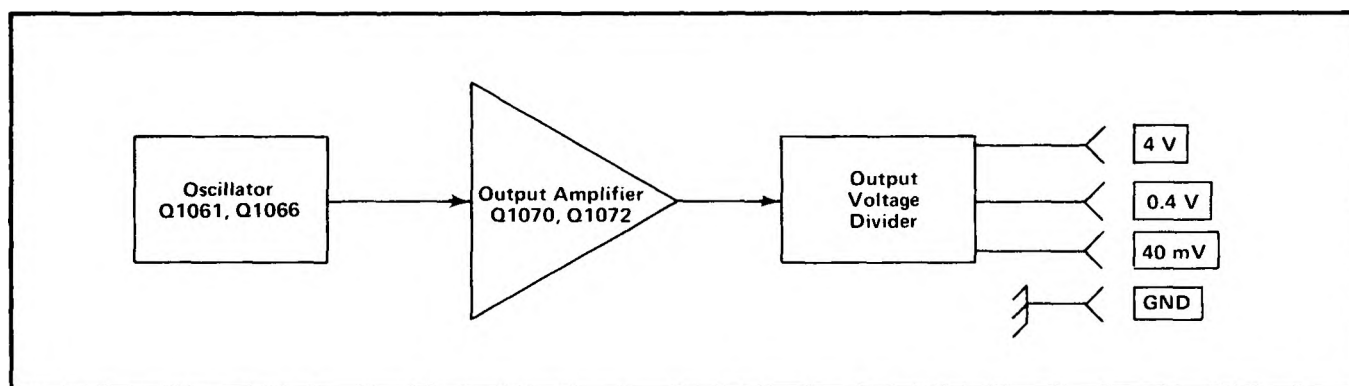 Oscillator
Q1061, Q1066
Output Amplifier
Q1070, Q1072
Output
Voltage
Divider
4 V
0.4 V
40 mV
GND